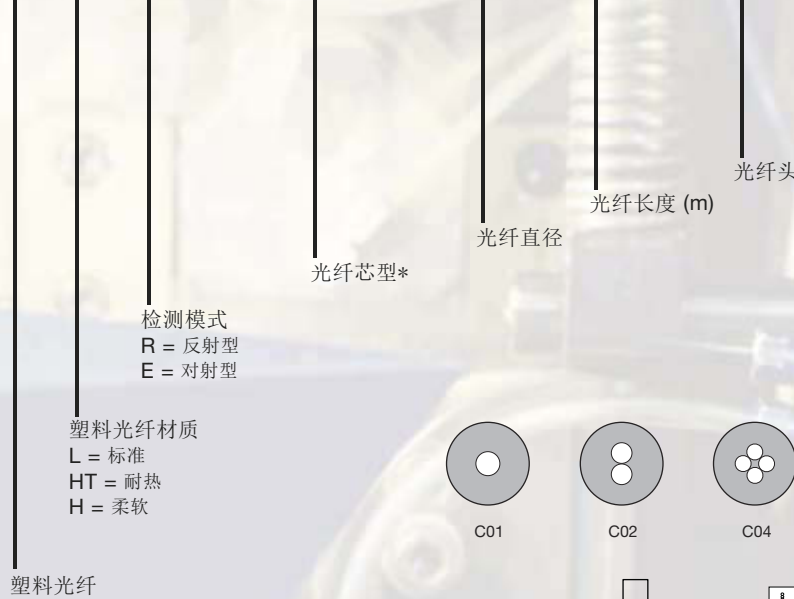 光纤头
光纤长度 (m)
光纤直径
光纤芯型*
检测模式
R = 反射型
E = 对射型
塑料光纤材质
L = 标准
HT = 耐热
H = 柔软
C01
C02
C04
塑料光纤